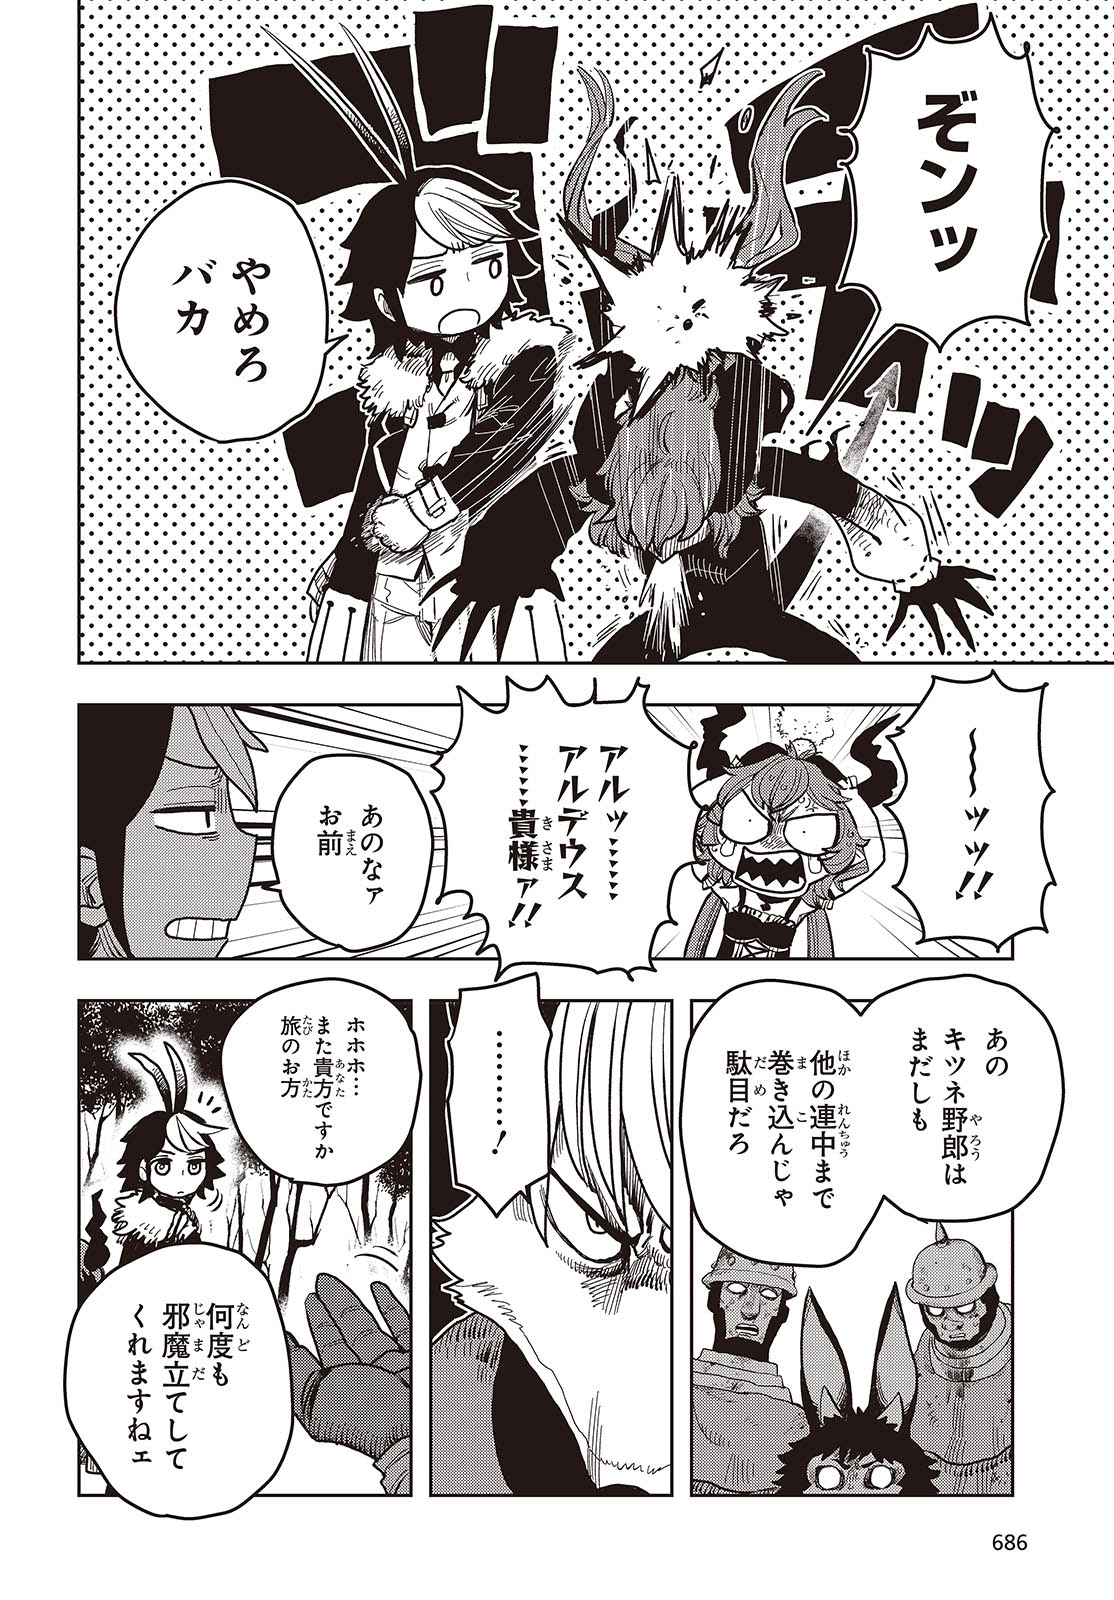 ぞンッ
やめろ
バカ
～～ッッ!!
アルッ………
アルデウス
………貴様ァ!!
あのなァ
お前
あの
キツネ野郎は
まだしも
他の連中まで
巻き込んじゃ
駄目だろ
………!
ホホホ…
また貴方ですか
旅のお方
何度も
邪魔立てして
くれますねェ
686